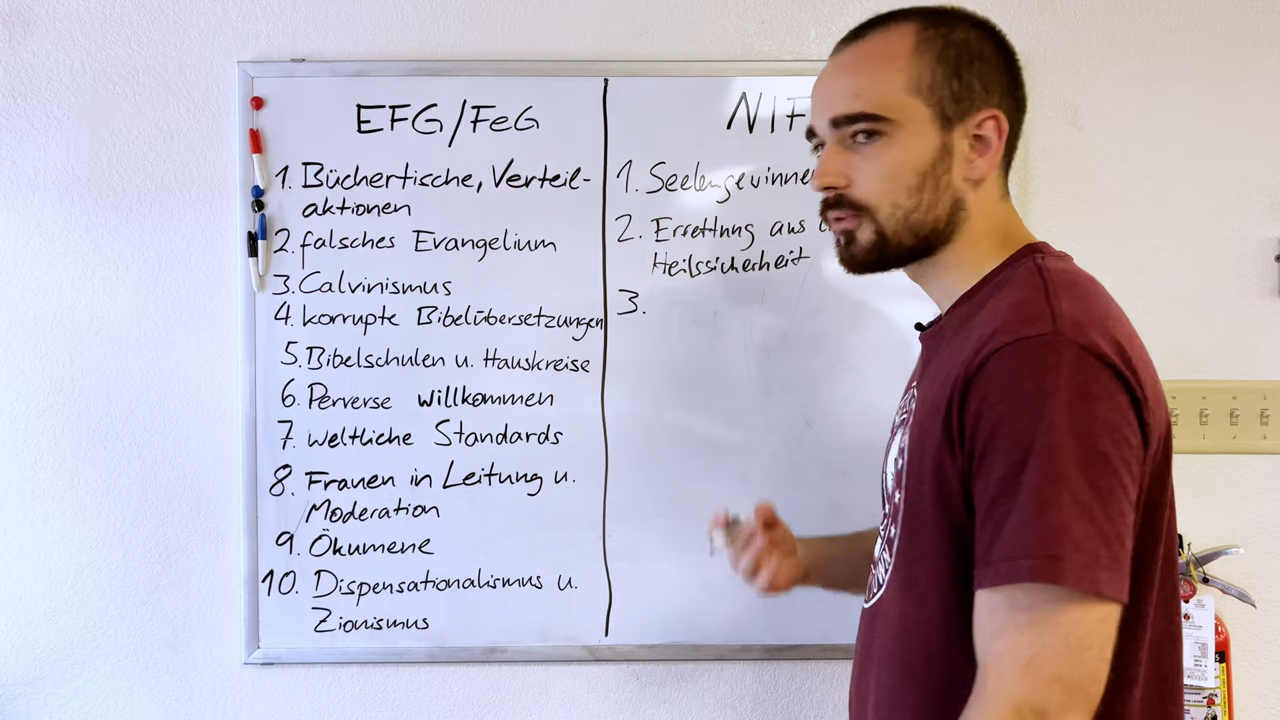 EFG/FeG
1. Büchertische, Verteil-
aktionen
2. falsches Evangelium
3. Calvinismus
4. korrupte Bibelübersetzungen
5. Bibelschulen u. Hauskreise
6. Perverse willkommen
7. weltliche Standards
8. Frauen in Leitung u.
Moderation
9. Ökumene
10. Dispensationalismus u.
Zionismus
NIF
1. Seelengewinnen
2. Errettung aus
Heilssicherheit
3.